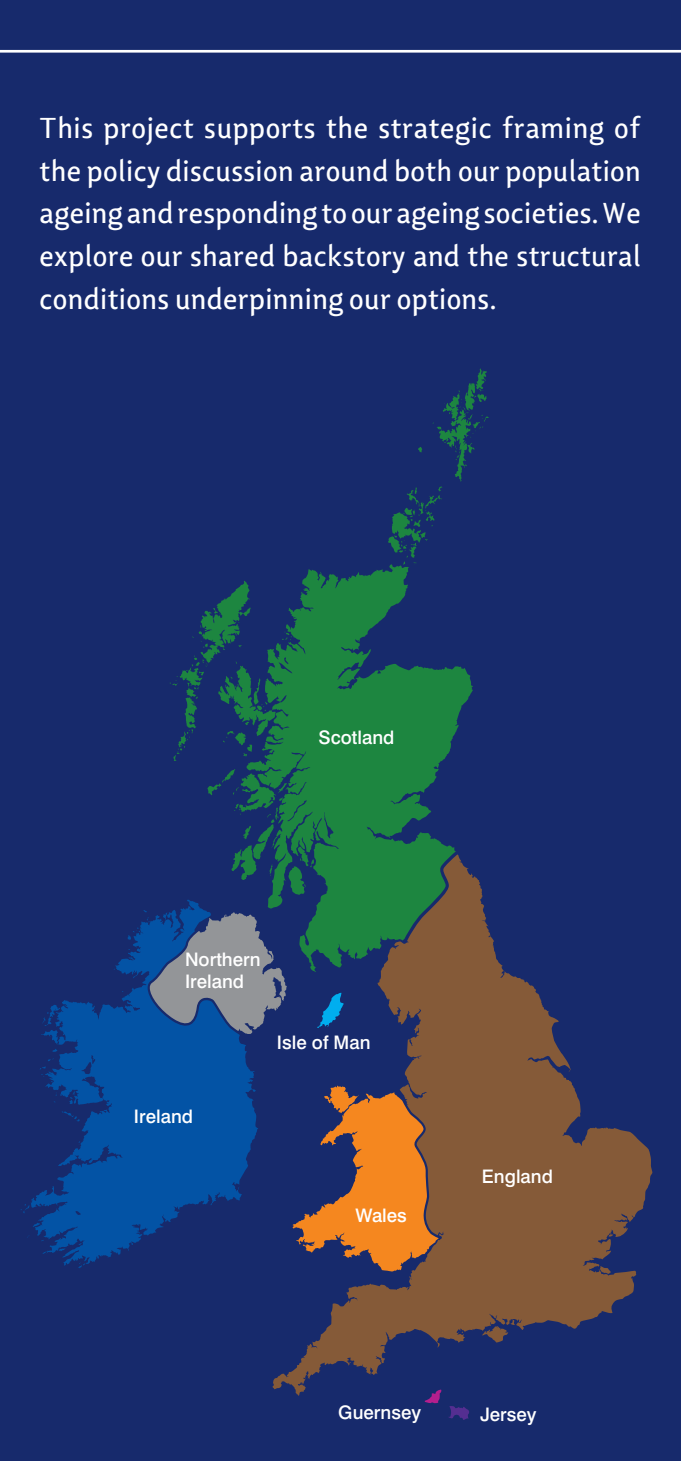 This project supports the strategic framing of
the policy discussion around both our population
ageing and responding to our ageing societies. We
explore our shared backstory and the structural
conditions underpinning our options.
Scotland
Northern
Ireland
Isle of Man
Ireland
England
Wales
Guernsey
Jersey